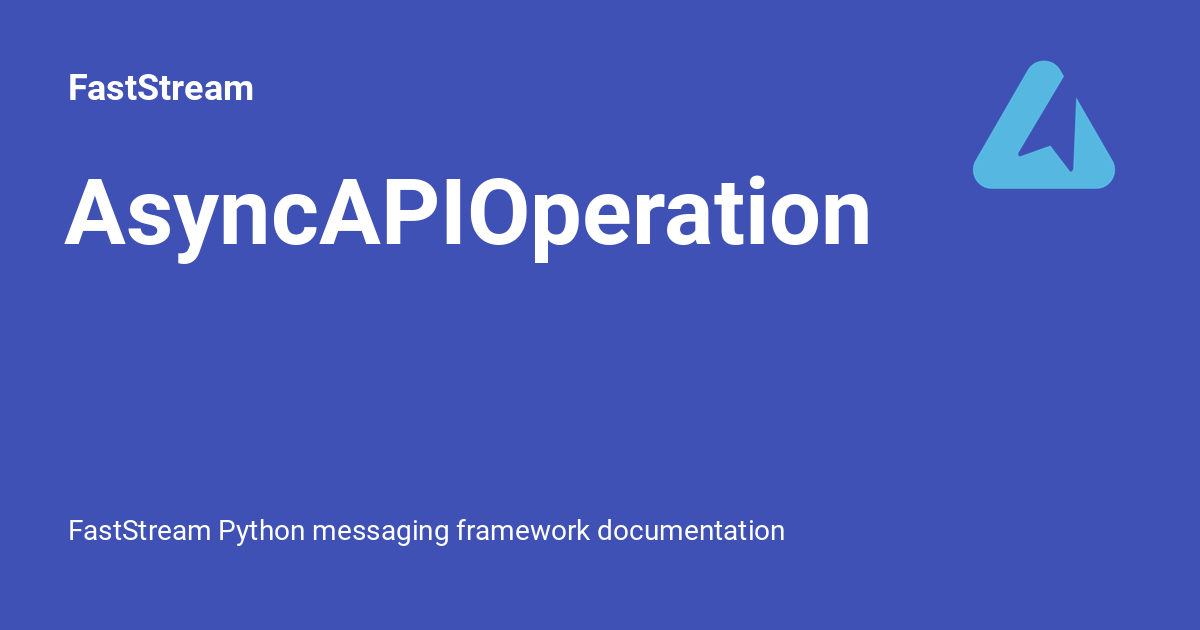 FastStream
AsyncAPIOperation
FastStream Python messaging framework documentation